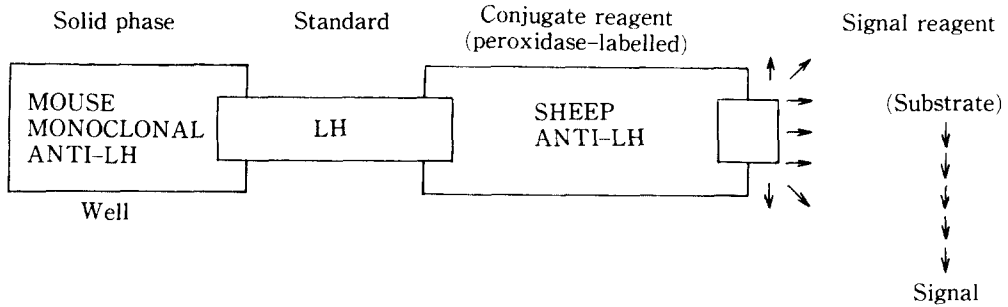 Solid phase
Standard
Conjugate reagent
(peroxidase-labelled)
Signal reagent
MOUSE
MONOCLONAL
ANTI-LH
LH
SHEEP
ANTI-LH
(Substrate)
Well
Signal